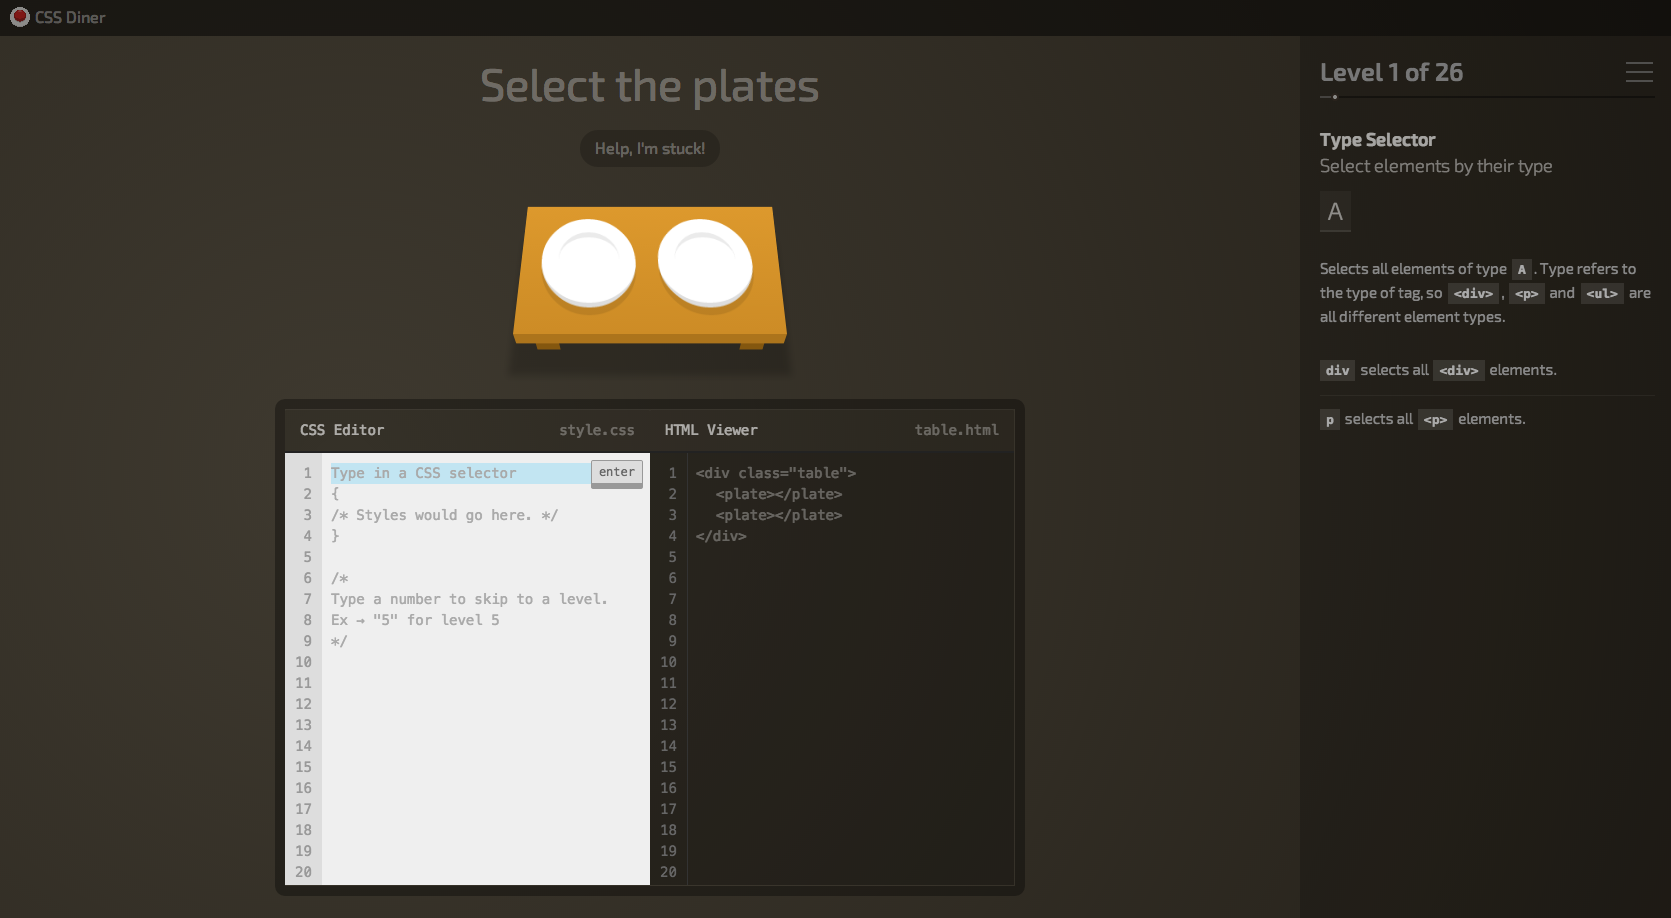 CSS Diner
Select the plates
Help, I'm stuck!
CSS Editor
style.css
1 Type in a CSS selector
enter
2 {
3 /* Styles would go here. */
4 }
5
6 /*
7 Type a number to skip to a level.
8 Ex → "5" for level 5
9 */
10
11
12
13
14
15
16
17
18
19
20
HTML Viewer
table.html
1 <div class="table">
2 <plate></plate>
3 <plate></plate>
4 </div>
5
6
7
8
9
10
11
12
13
14
15
16
17
18
19
20
Level 1 of 26
Type Selector
Select elements by their type
A
Selects all elements of type A. Type refers to
the type of tag, so <div>, <p> and <ul> are
all different element types.
div selects all <div> elements.
p selects all <p> elements.